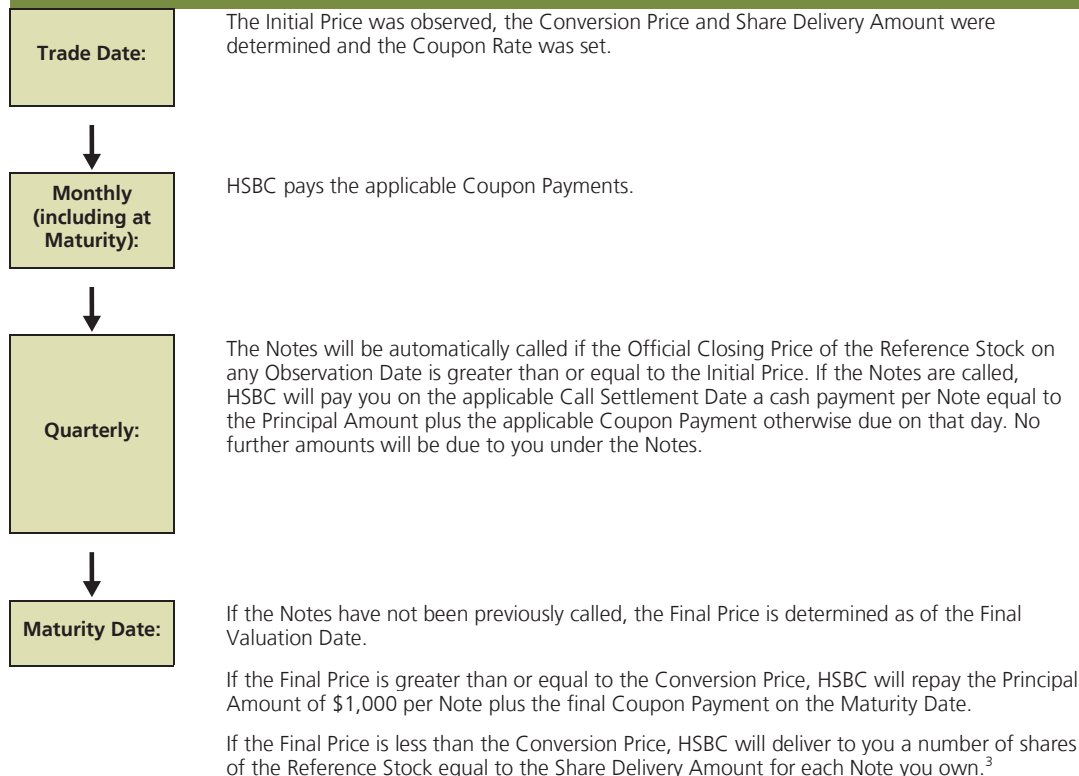 Trade Date:
The Initial Price was observed, the Conversion Price and Share Delivery Amount were
determined and the Coupon Rate was set.
Monthly
(including at
Maturity):
HSBC pays the applicable Coupon Payments.
Quarterly:
The Notes will be automatically called if the Official Closing Price of the Reference Stock on
any Observation Date is greater than or equal to the Initial Price. If the Notes are called,
HSBC will pay you on the applicable Call Settlement Date a cash payment per Note equal to
the Principal Amount plus the applicable Coupon Payment otherwise due on that day. No
further amounts will be due to you under the Notes.
Maturity Date:
If the Notes have not been previously called, the Final Price is determined as of the Final
Valuation Date.
If the Final Price is greater than or equal to the Conversion Price, HSBC will repay the Principal
Amount of $1,000 per Note plus the final Coupon Payment on the Maturity Date.
If the Final Price is less than the Conversion Price, HSBC will deliver to you a number of shares
of the Reference Stock equal to the Share Delivery Amount for each Note you own.³